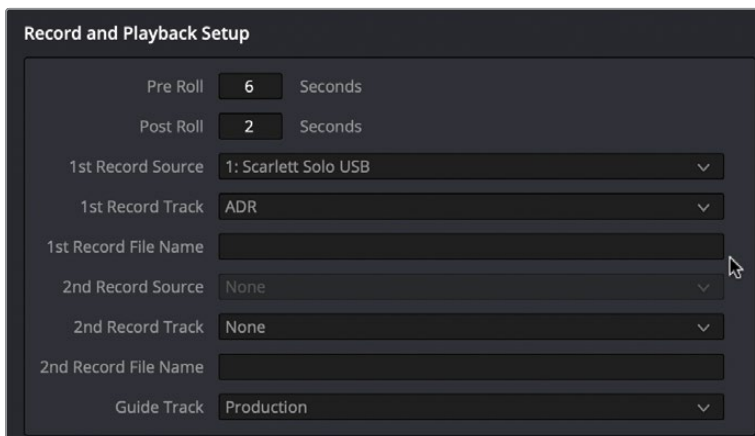 Record and Playback Setup
Pre Roll 6 Seconds
Post Roll 2 Seconds
1st Record Source 1: Scarlett Solo USB
1st Record Track ADR
1st Record File Name
2nd Record Source None
2nd Record Track None
2nd Record File Name
Guide Track Production